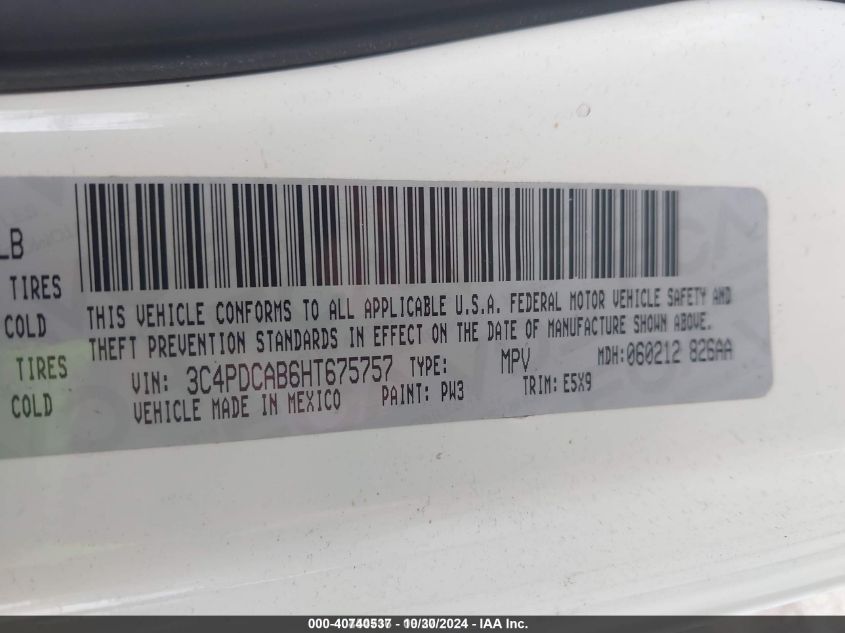 LB
TIRES
COLD
TIRES
COLD
THIS VEHICLE CONFORMS TO ALL APPLICABLE U.S.A. FEDERAL MOTOR VEHICLE SAFETY AND
THEFT PREVENTION STANDARDS IN EFFECT ON THE DATE OF MANUFACTURE SHOWN ABOVE.
VIN: 3C4PDCAB6HT675757 TYPE: MPV MDH:060212 826AA
VEHICLE MADE IN MEXICO PAINT: PW3 TRIM: E5X9
000-40740537 - 10/30/2024 - IAA Inc.